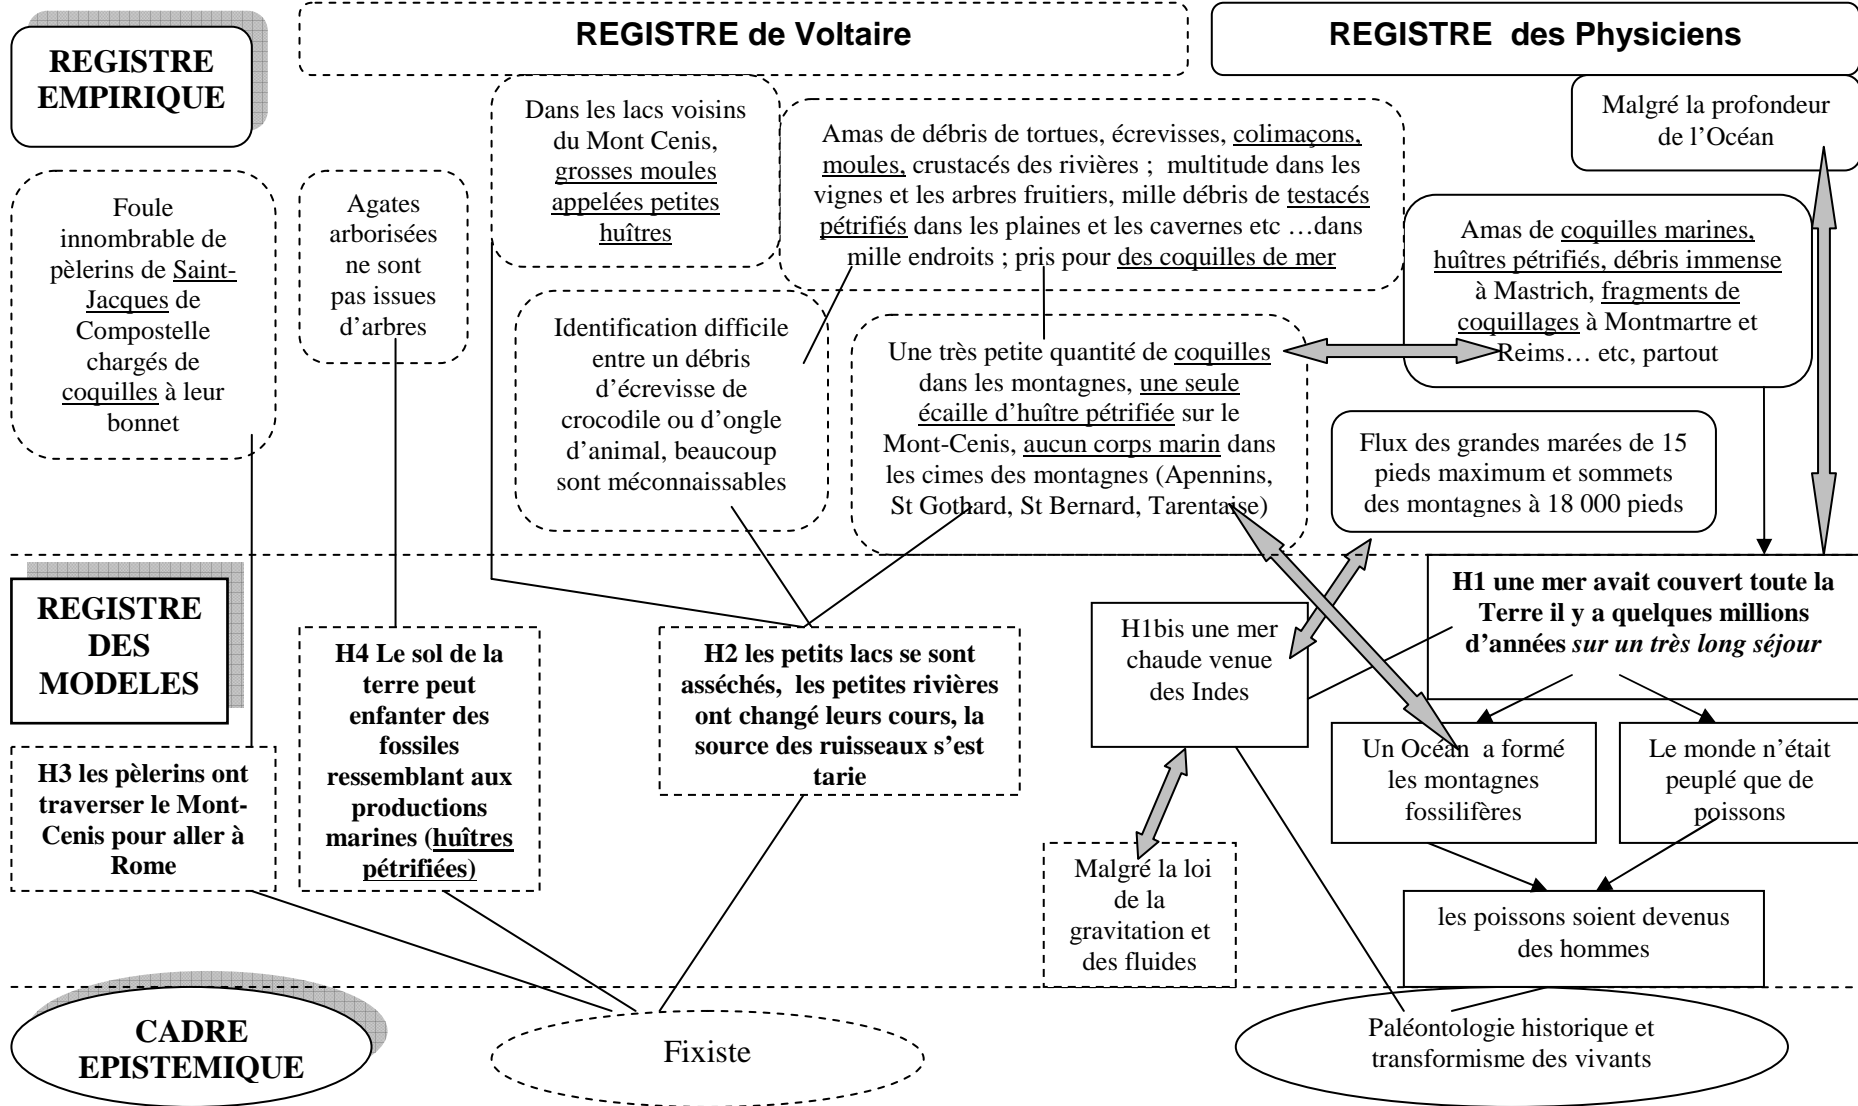 REGISTRE
EMPIRIQUE
REGISTRE de Voltaire
REGISTRE des Physiciens
Foule
innombrable de
pèlerins de Saint-
Jacques de
Compostelle
chargés de
coquilles à leur
bonnet
Agates
arborisées
ne sont
pas issues
d’arbres
Dans les lacs voisins
du Mont Cenis,
grosses moules
appelées petites
huîtres
Amas de débris de tortues, écrevisses, colimaçons,
moules, crustacés des rivières ; multitude dans les
vignes et les arbres fruitiers, mille débris de testacés
pétrifiés dans les plaines et les cavernes etc …dans
mille endroits ; pris pour des coquilles de mer
Malgré la profondeur
de l’Océan
Identification difficile
entre un débris
d’écrevisse de
crocodile ou d’ongle
d’animal, beaucoup
sont méconnaissables
Une très petite quantité de coquilles
dans les montagnes, une seule
écaille d’huître pétrifiée sur le
Mont-Cenis, aucun corps marin dans
les cimes des montagnes (Apennins,
St Gothard, St Bernard, Tarentaise)
Amas de coquilles marines,
huîtres pétrifiés, débris immense
à Mastrich, fragments de
coquillages à Montmartre et
Reims… etc, partout
Flux des grandes marées de 15
pieds maximum et sommets
des montagnes à 18 000 pieds
REGISTRE
DES
MODELES
H3 les pèlerins ont
traverser le Mont-
Cenis pour aller à
Rome
H4 Le sol de la
terre peut
enfanter des
fossiles
ressemblant aux
productions
marines (huîtres
pétrifiées)
H2 les petits lacs se sont
asséchés, les petites rivières
ont changé leurs cours, la
source des ruisseaux s’est
tarie
H1bis une mer
chaude venue
des Indes
H1 une mer avait couvert toute la
Terre il y a quelques millions
d’années sur un très long séjour
Un Océan a formé
les montagnes
fossilifères
Le monde n’était
peuplé que de
poissons
Malgré la loi
de la
gravitation et
des fluides
les poissons soient devenus
des hommes
CADRE
EPISTEMIQUE
Fixiste
Paléontologie historique et
transformisme des vivants